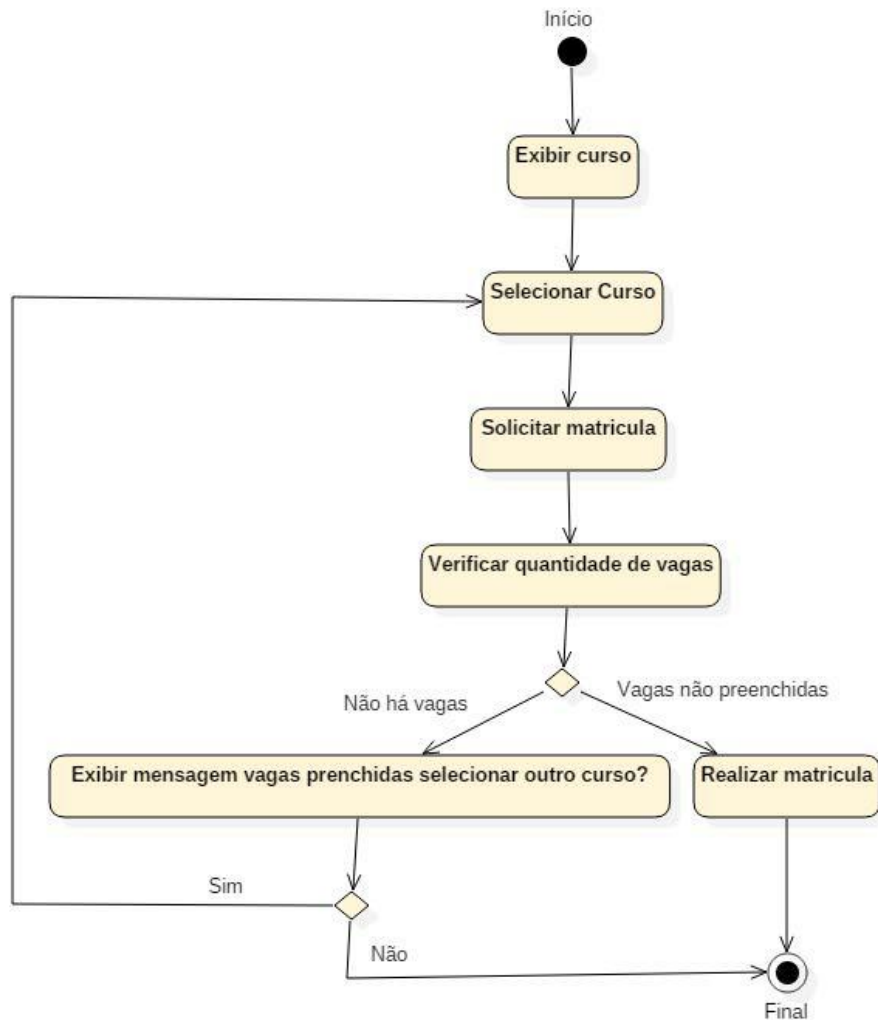 Início
Exibir curso
Selecionar Curso
Solicitar matricula
Verificar quantidade de vagas
Não há vagas
Vagas não preenchidas
Exibir mensagem vagas prenchidas selecionar outro curso?
Realizar matricula
Sim
Não
Final